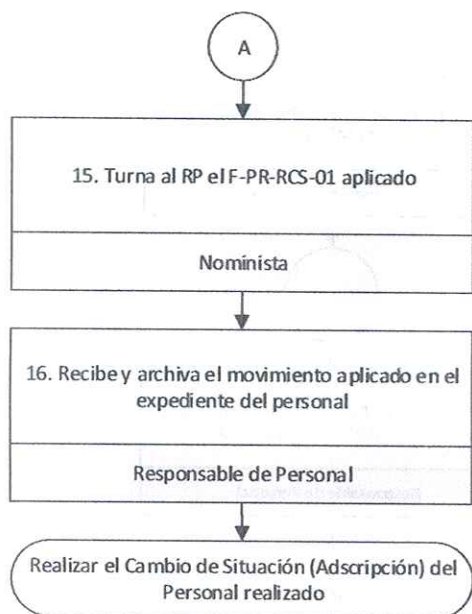 A
15. Turna al RP el F-PR-RCS-01 aplicado
Nominista
16. Recibe y archiva el movimiento aplicado en el
expediente del personal
Responsable de Personal
Realizar el Cambio de Situación (Adscripción) del
Personal realizado